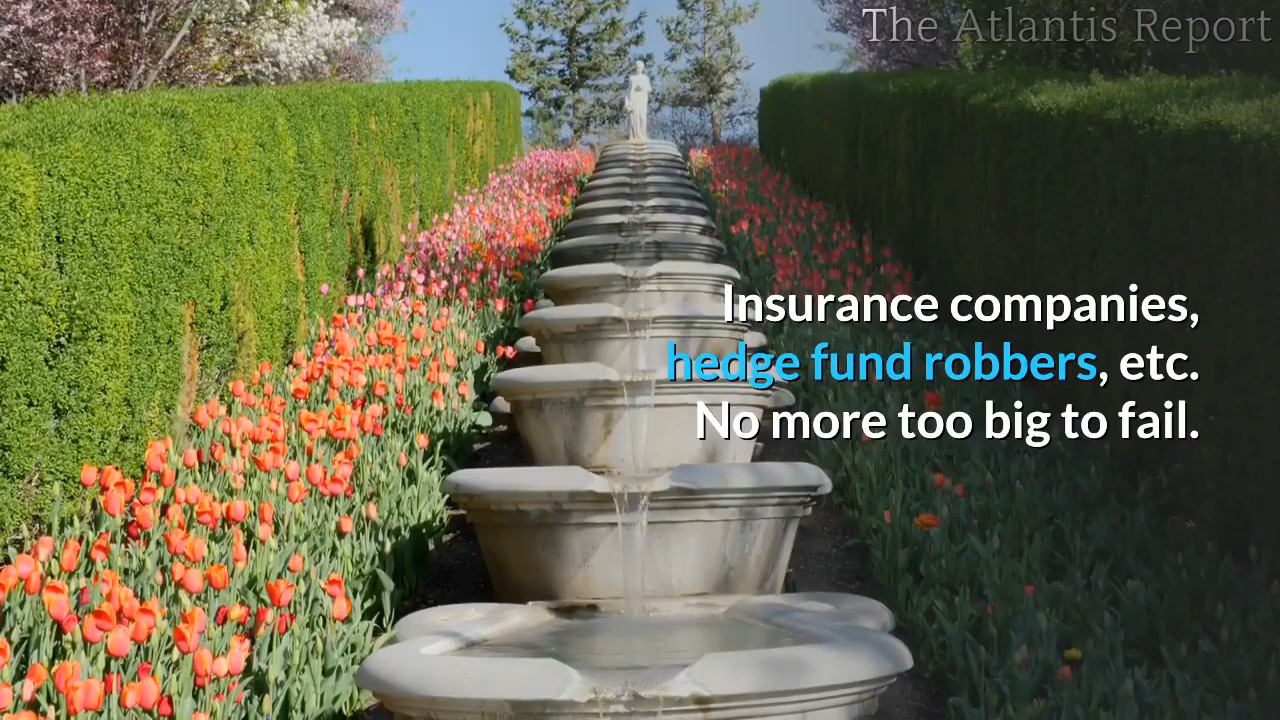 The Atlantis Report
Insurance companies,
hedge fund robbers, etc.
No more too big to fail.